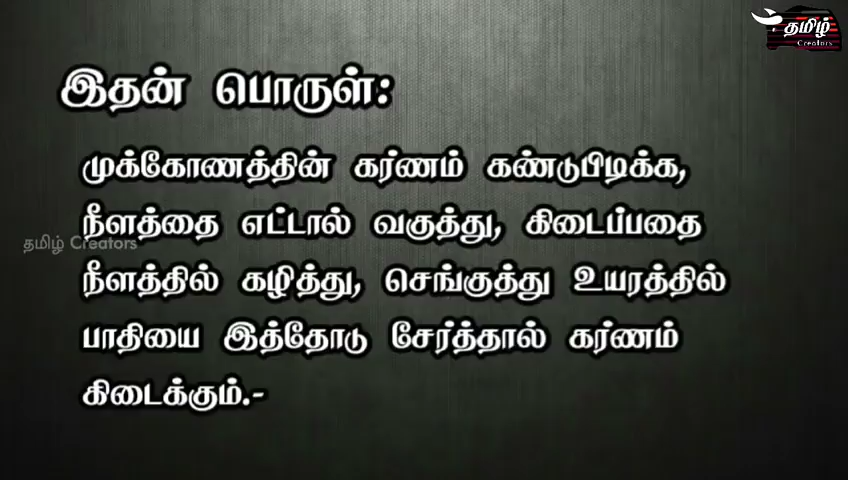 தமிழ்
Creators
இதன் பொருள்:
முக்கோணத்தின் கர்ணம் கண்டுபிடிக்க,
நீளத்தை எட்டால் வகுத்து, கிடைப்பதை
தமிழ் Creators
நீளத்தில் கழித்து, செங்குத்து உயரத்தில்
பாதியை இத்தோடு சேர்த்தால் கர்ணம்
கிடைக்கும்.-